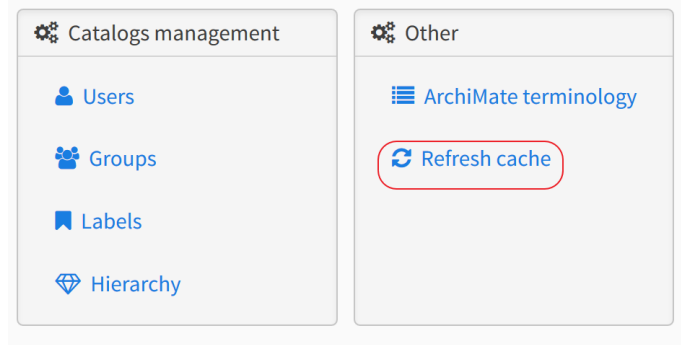 Catalogs management
Users
Groups
Labels
Hierarchy
Other
ArchiMate terminology
Refresh cache